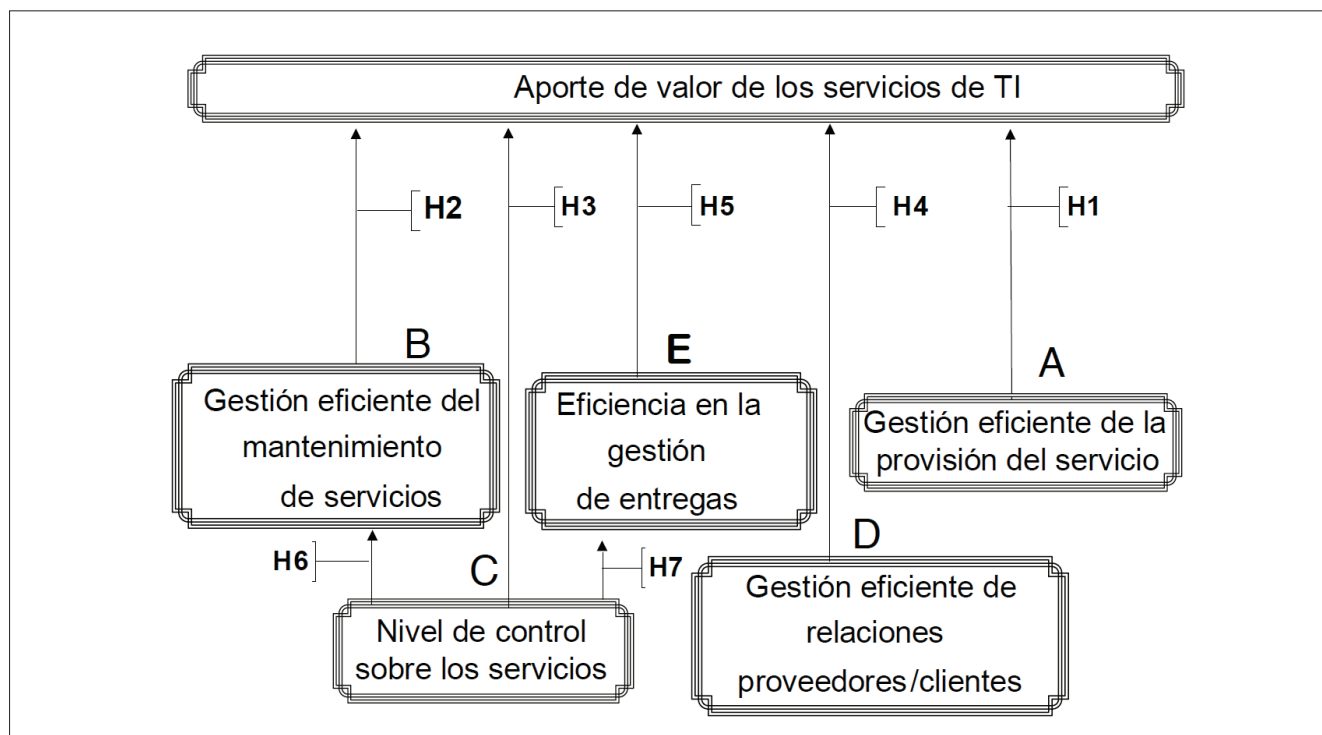 Aporte de valor de los servicios de TI
H2
H3
H5
H4
H1
B
Gestión eficiente del
mantenimiento
de servicios
E
Eficiencia en la
gestión
de entregas
A
Gestión eficiente de la
provisión del servicio
H6
C
H7
D
Nivel de control
sobre los servicios
Gestión eficiente de
relaciones
proveedores/clientes